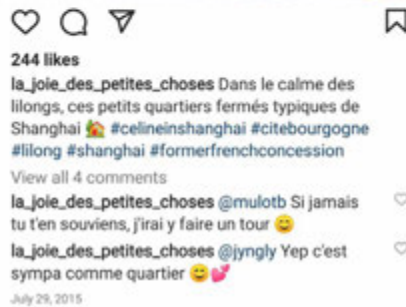 244 likes
la_joie_des_petites_choses Dans le calme des
lilongs, ces petits quartiers fermés typiques de
Shanghai 🏡 #celineinshanghai #citebourgogne
#lilong #shanghai #formerfrenchconcession
View all 4 comments
la_joie_des_petites_choses @mulotb Si jamais
tu t'en souviens, j'irai y faire un tour 😄
la_joie_des_petites_choses @jyngly Yep c'est
sympa comme quartier 😄💕
July 29, 2015